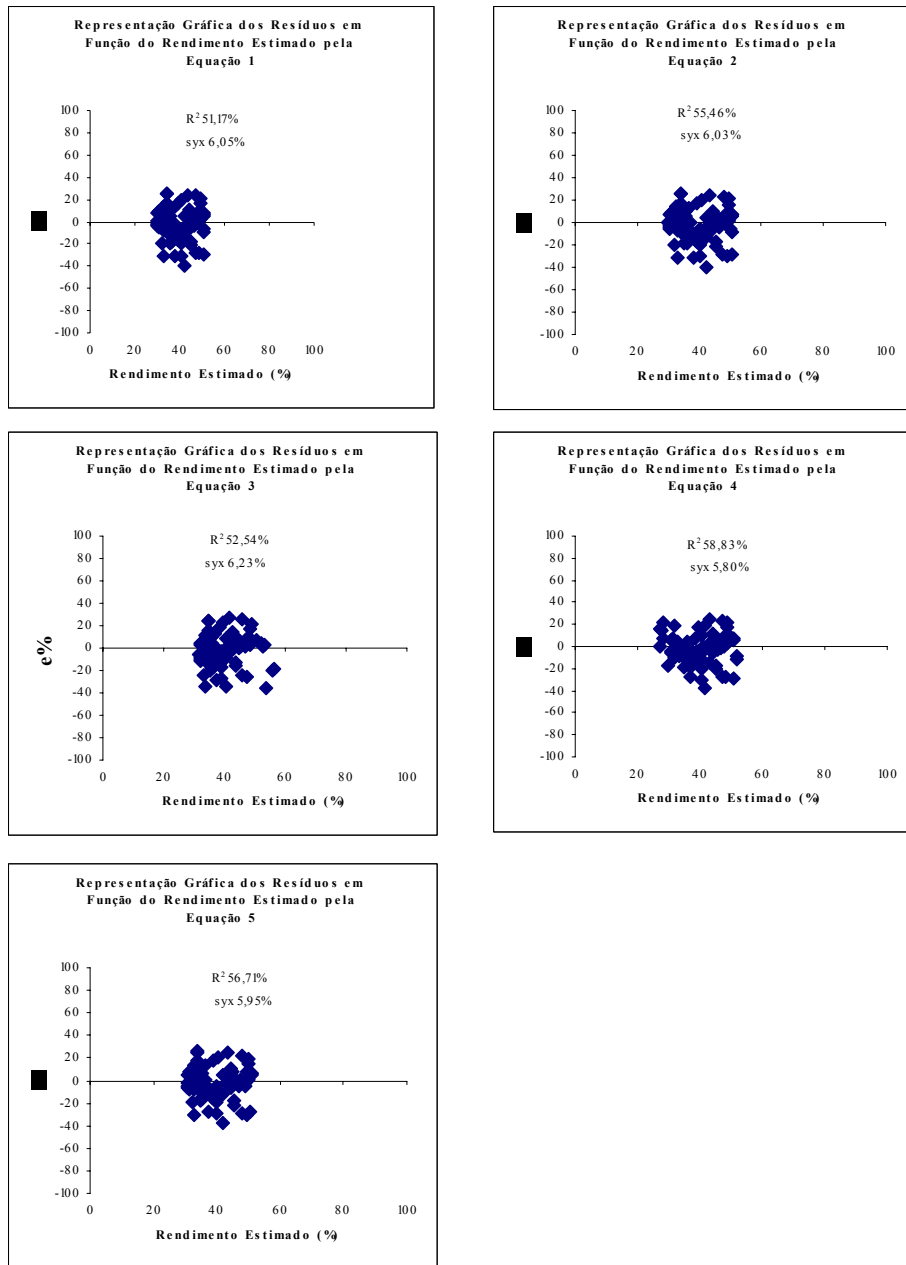 Representação Gráfica dos Resíduos em
Função do Rendimento Estimado pela
Equação 1
R² 51,17%
syx 6,05%
100
80
60
40
20
0
-20
-40
-60
-80
-100
0 20 40 60 80 100
Rendimento Estimado (%)
Representação Gráfica dos Resíduos em
Função do Rendimento Estimado pela
Equação 2
R² 55,46%
syx 6,03%
100
80
60
40
20
0
-20
-40
-60
-80
-100
0 20 40 60 80 100
Rendimento Estimado (%)
Representação Gráfica dos Resíduos em
Função do Rendimento Estimado pela
Equação 3
R² 52,54%
syx 6,23%
e%
100
80
60
40
20
0
-20
-40
-60
-80
-100
0 20 40 60 80 100
Rendimento Estimado (%)
Representação Gráfica dos Resíduos em
Função do Rendimento Estimado pela
Equação 4
R² 58,83%
syx 5,80%
100
80
60
40
20
0
-20
-40
-60
-80
-100
0 20 40 60 80 100
Rendimento Estimado (%)
Representação Gráfica dos Resíduos em
Função do Rendimento Estimado pela
Equação 5
R² 56,71%
syx 5,95%
100
80
60
40
20
0
-20
-40
-60
-80
-100
0 20 40 60 80 100
Rendimento Estimado (%)